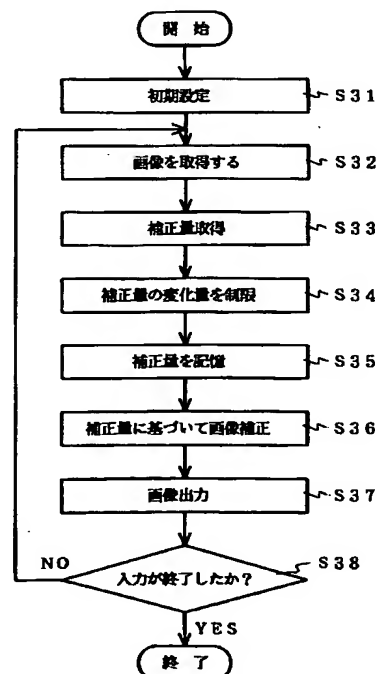 開 始
初期設定 S31
画像を取得する S32
補正量取得 S33
補正量の変化量を制限 S34
補正量を記憶 S35
補正量に基づいて画像補正 S36
画像出力 S37
NO 入力が終了したか？ S38
YES
終 了